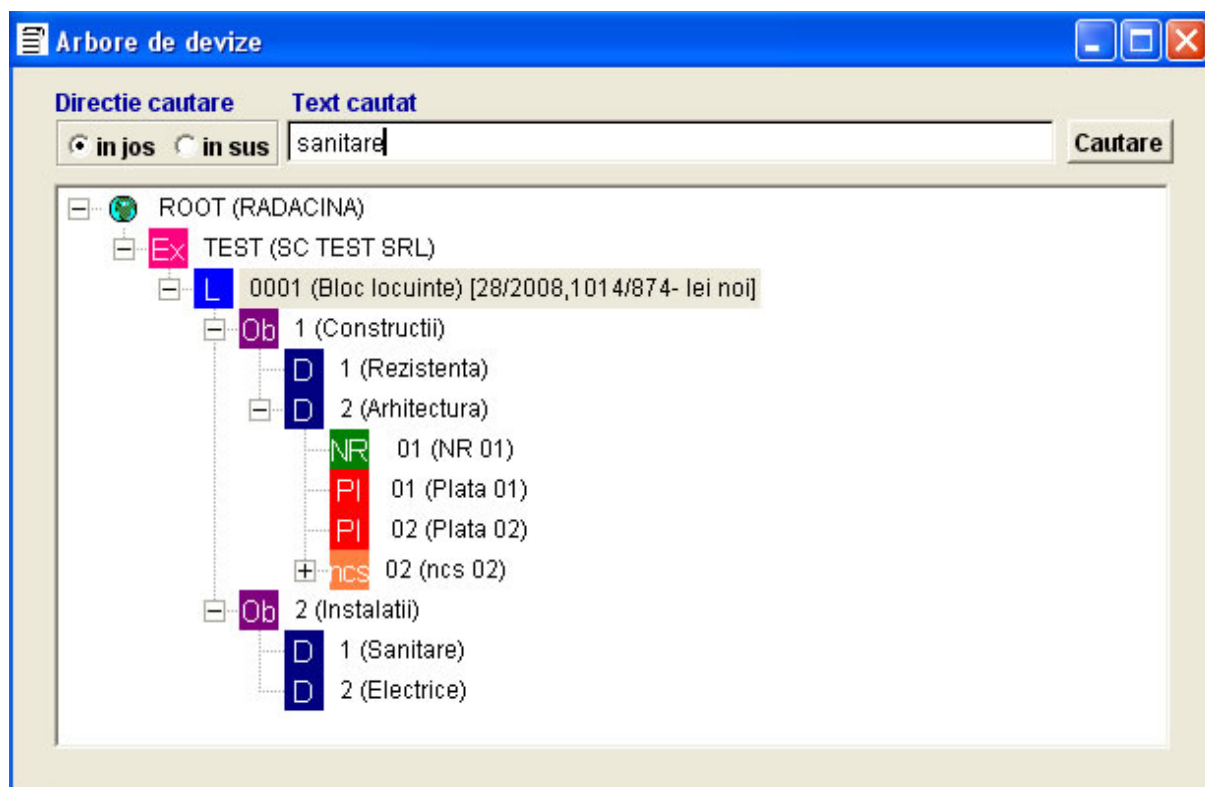 Arbore de devize
Directie cautare Text cautat
in jos in sus sanitare Cautare
ROOT (RADACINA)
Ex TEST (SC TEST SRL)
L 0001 (Bloc locuinte) [28/2008,1014/874- lei noi]
Ob 1 (Constructii)
D 1 (Rezistenta)
D 2 (Arhitectura)
NR 01 (NR 01)
Pl 01 (Plata 01)
Pl 02 (Plata 02)
ncs 02 (ncs 02)
Ob 2 (Instalatii)
D 1 (Sanitare)
D 2 (Electrice)